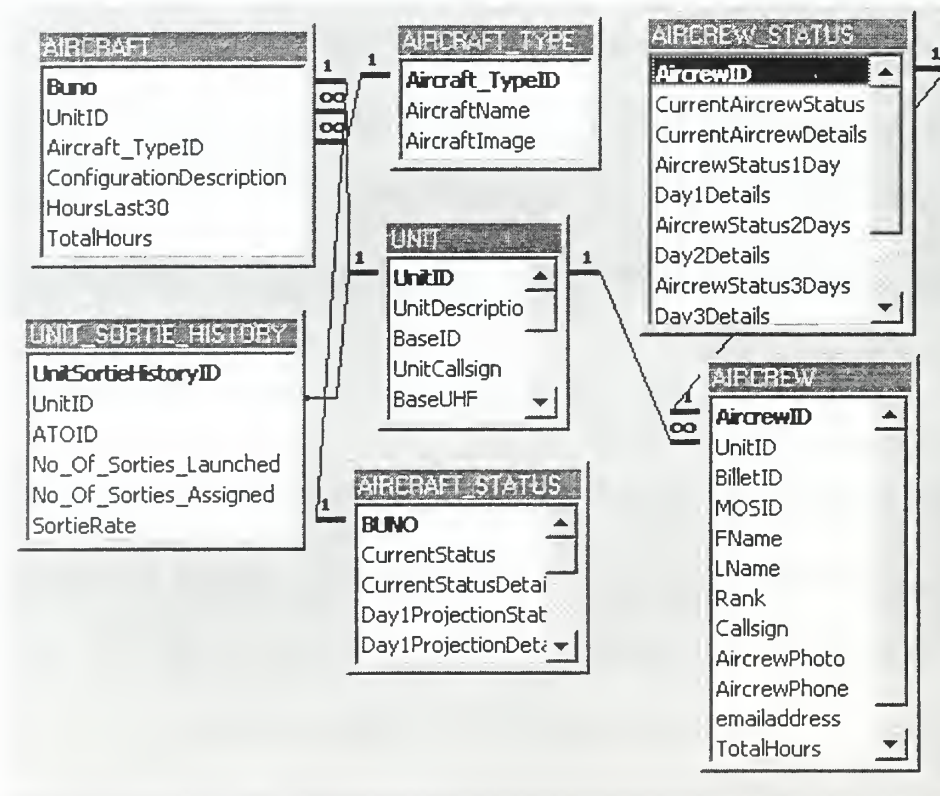 AIRCRAFT
Buno
UnitID
Aircraft_TypeID
ConfigurationDescription
HoursLast30
TotalHours
1
∞
∞
AIRCRAFT_TYPE
Aircraft_TypeID
AircraftName
AircraftImage
1
AIRCREW_STATUS
AircrewID
CurrentAircrewStatus
CurrentAircrewDetails
AircrewStatus1Day
Day1Details
AircrewStatus2Days
Day2Details
AircrewStatus3Days
Day3Details
1
UNIT
UnitID
UnitDescriptio
BaseID
UnitCallsign
BaseUHF
1
1
UNIT_SORTIE_HISTORY
UnitSortieHistoryID
UnitID
ATOID
No_Of_Sorties_Launched
No_Of_Sorties_Assigned
SortieRate
AIRCRAFT_STATUS
BUNO
CurrentStatus
CurrentStatusDetai
Day1ProjectionStat
Day1ProjectionDeta
1
AIRCREW
AircrewID
UnitID
BilletID
MOSID
FName
LName
Rank
Callsign
AircrewPhoto
AircrewPhone
emailaddress
TotalHours
1
∞